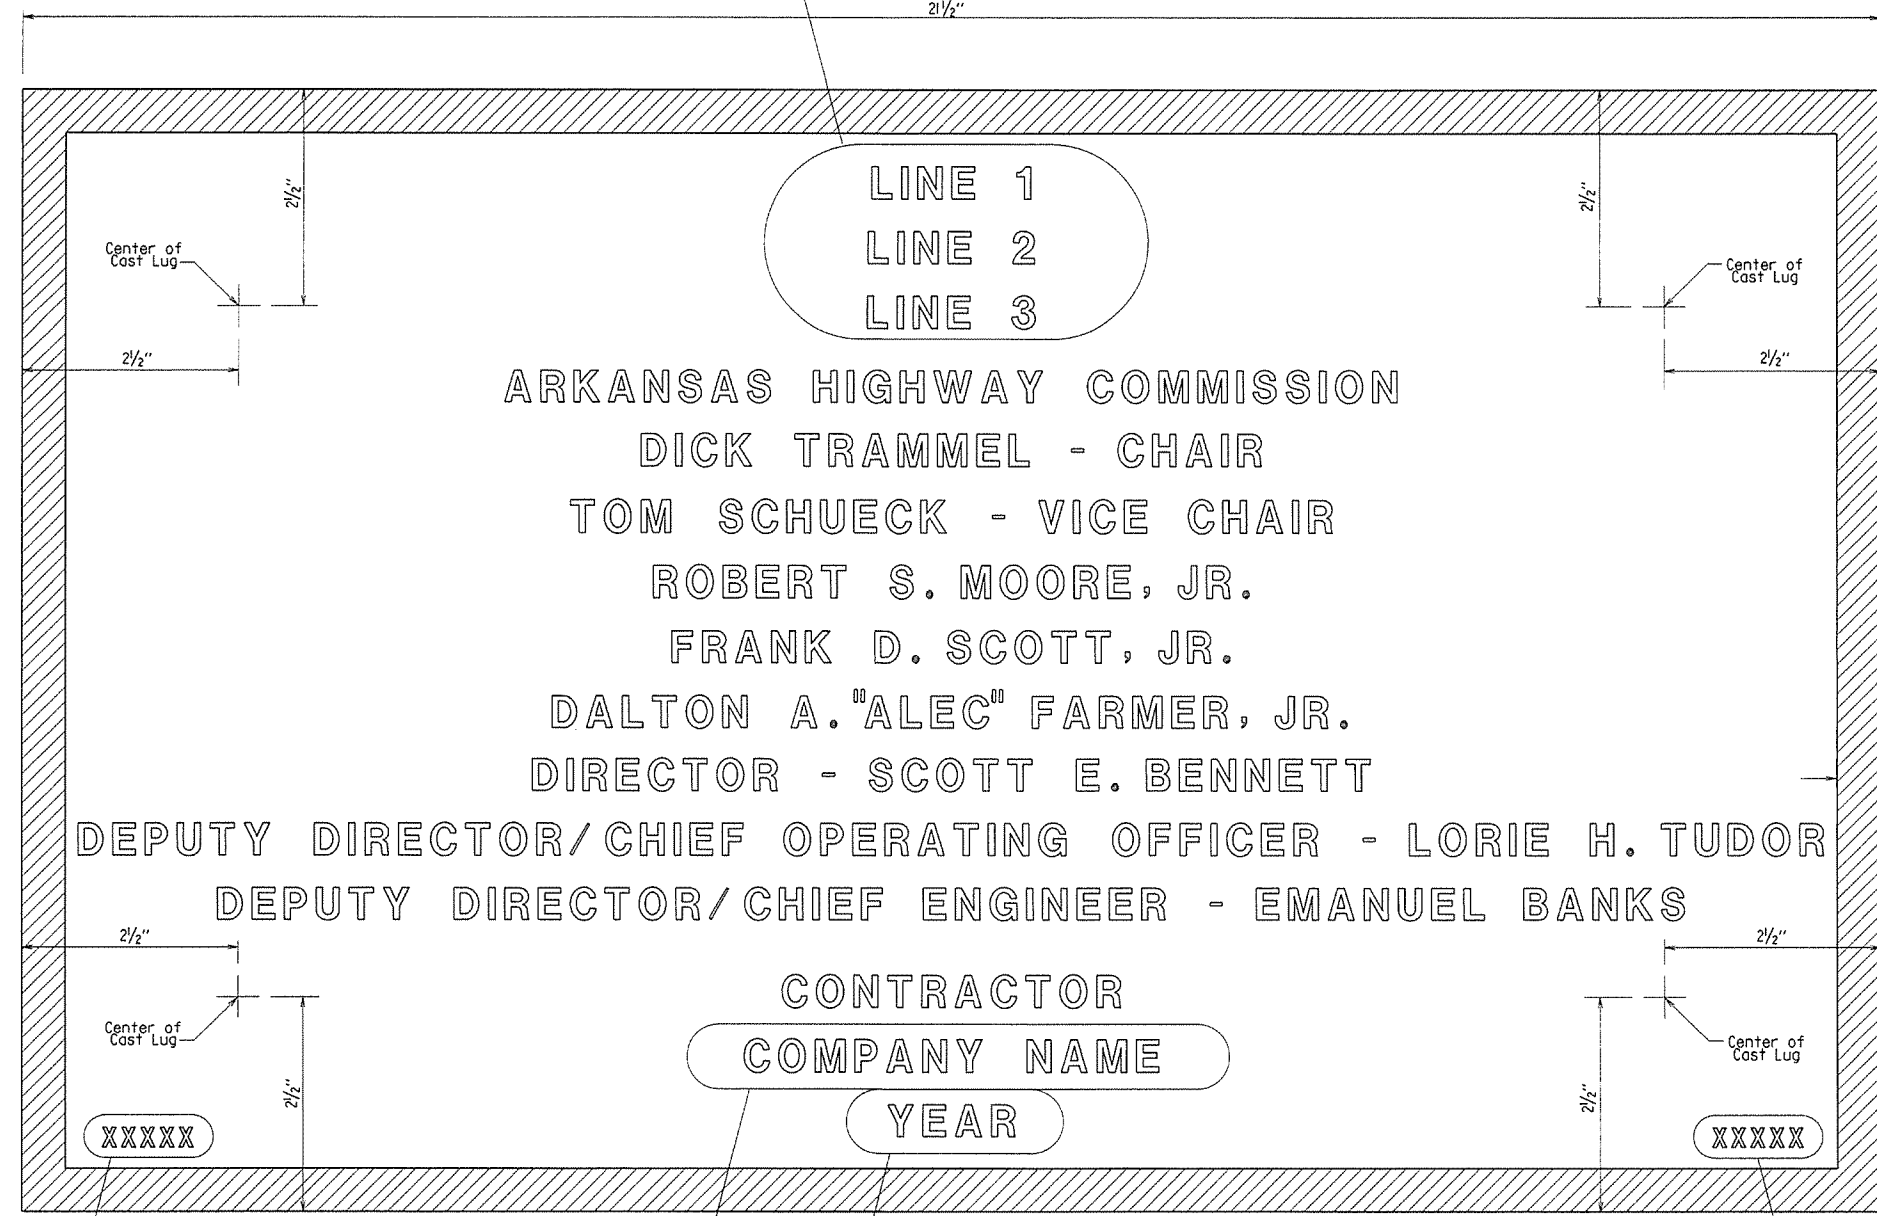 21½"
LINE 1
2½"
2½"
LINE 2
Center of
Cast Lug
Center of
Cast Lug
LINE 3
2½"
2½"
ARKANSAS HIGHWAY COMMISSION
DICK TRAMMEL - CHAIR
TOM SCHUECK - VICE CHAIR
ROBERT S. MOORE, JR.
FRANK D. SCOTT, JR.
DALTON A. "ALEC" FARMER, JR.
DIRECTOR - SCOTT E. BENNETT
DEPUTY DIRECTOR/CHIEF OPERATING OFFICER - LORIE H. TUDOR
DEPUTY DIRECTOR/CHIEF ENGINEER - EMANUEL BANKS
2½"
2½"
CONTRACTOR
Center of
Cast Lug
Center of
Cast Lug
COMPANY NAME
2½"
2½"
YEAR
XXXXX
XXXXX